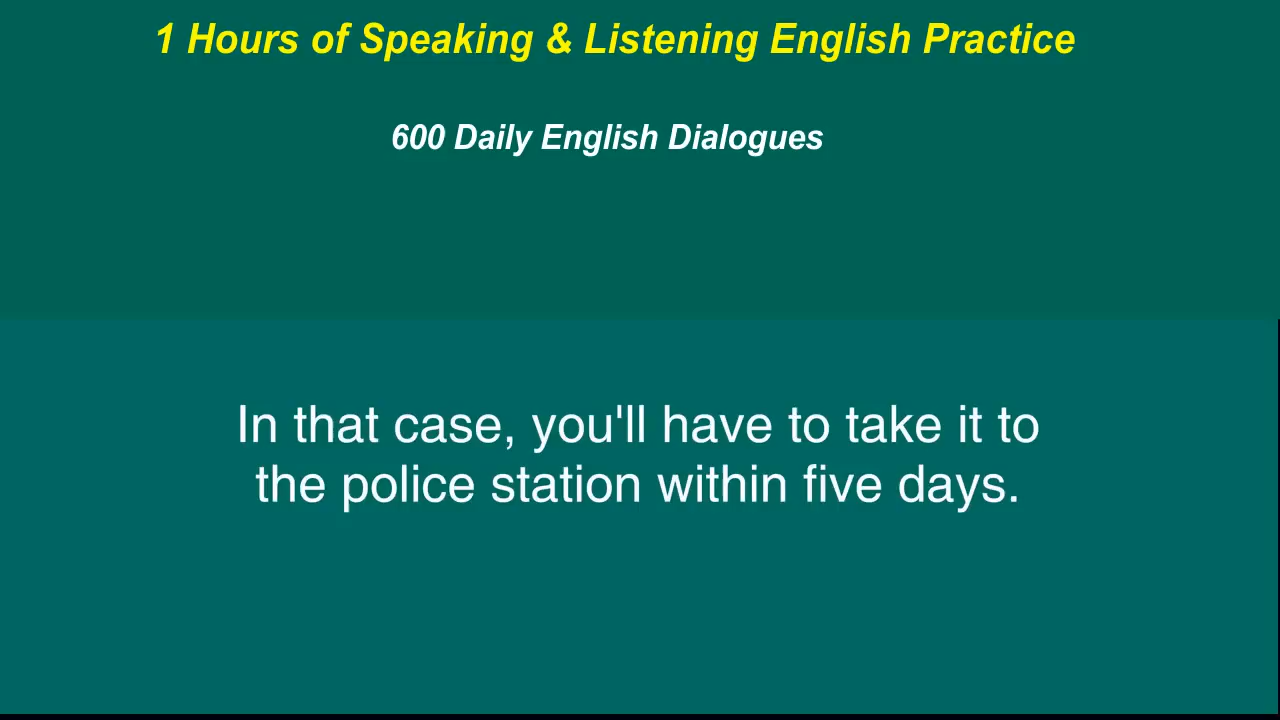 1 Hours of Speaking & Listening English Practice
600 Daily English Dialogues
In that case, you'll have to take it to
the police station within five days.